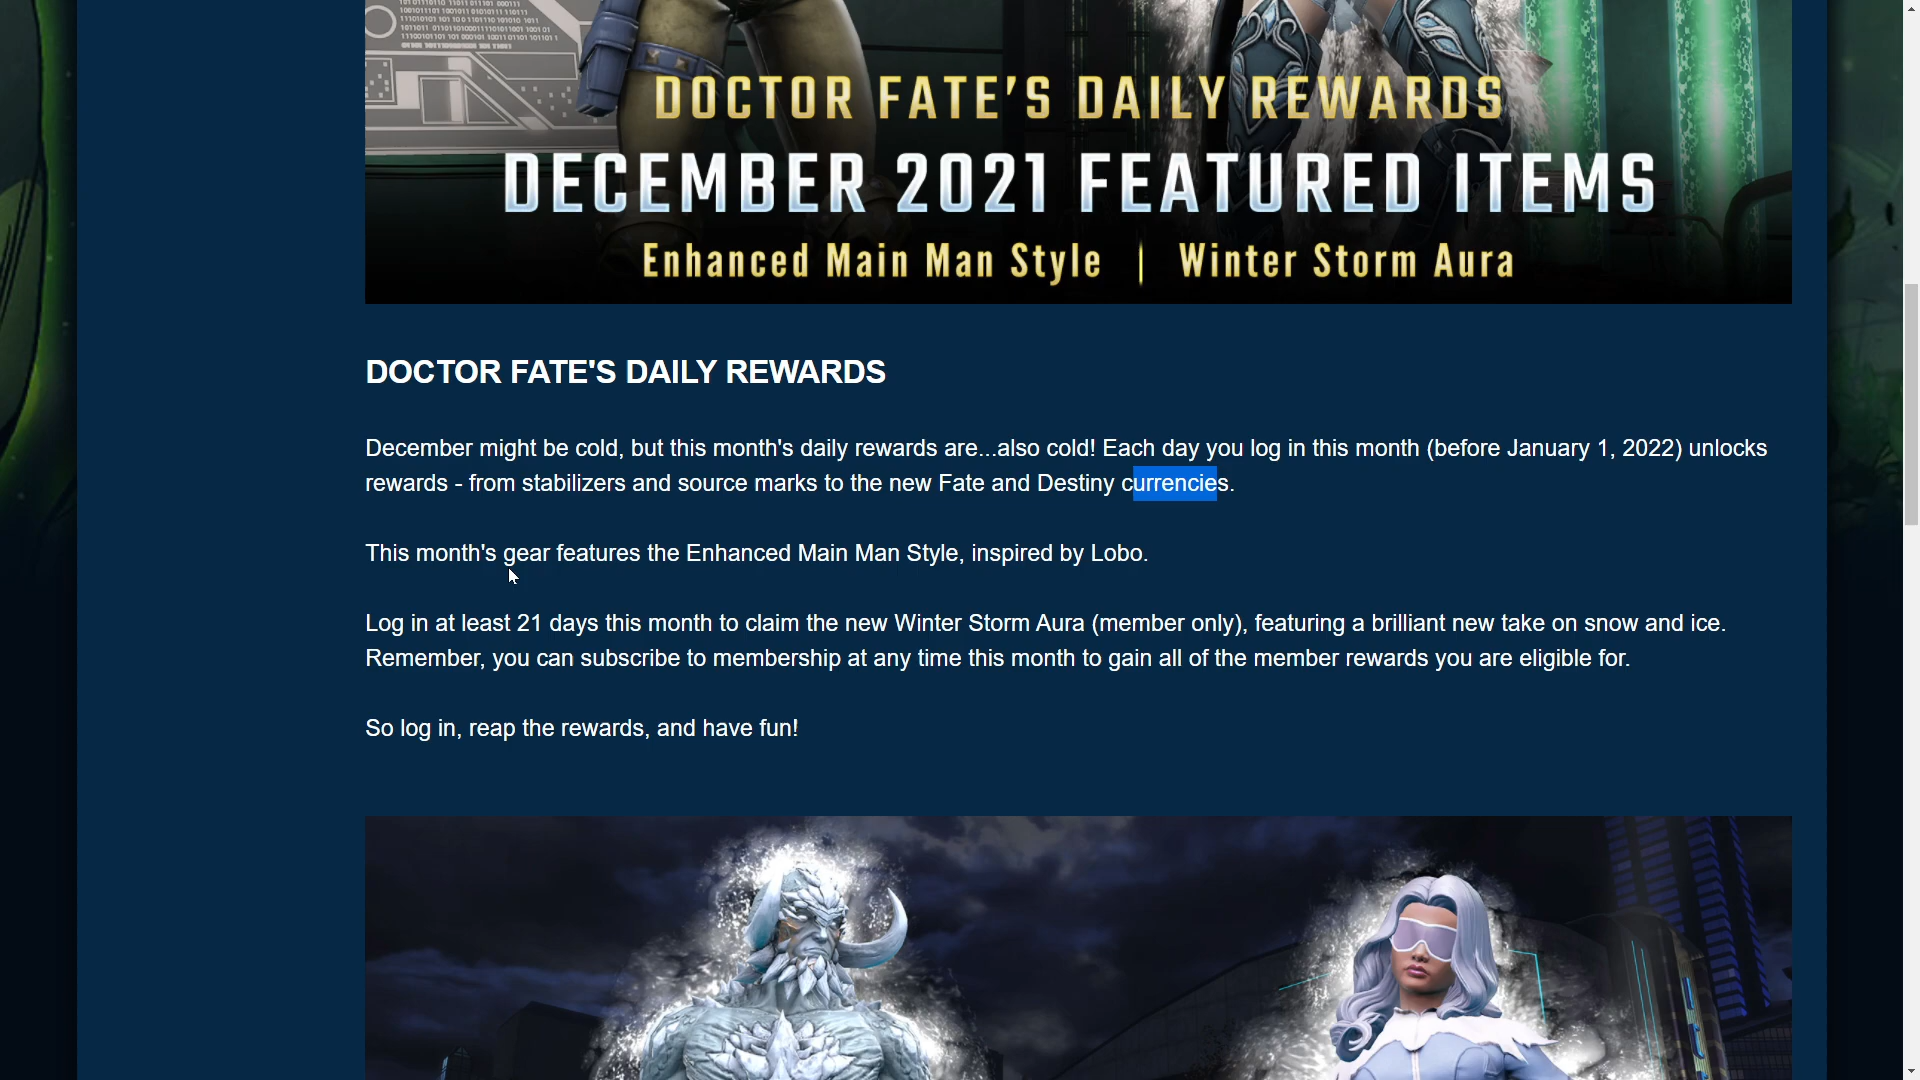 DOCTOR FATE'S DAILY REWARDS
DECEMBER 2021 FEATURED ITEMS
Enhanced Main Man Style | Winter Storm Aura
DOCTOR FATE'S DAILY REWARDS
December might be cold, but this month's daily rewards are...also cold! Each day you log in this month (before January 1, 2022) unlocks
rewards - from stabilizers and source marks to the new Fate and Destiny currencies.
This month's gear features the Enhanced Main Man Style, inspired by Lobo.
Log in at least 21 days this month to claim the new Winter Storm Aura (member only), featuring a brilliant new take on snow and ice.
Remember, you can subscribe to membership at any time this month to gain all of the member rewards you are eligible for.
So log in, reap the rewards, and have fun!